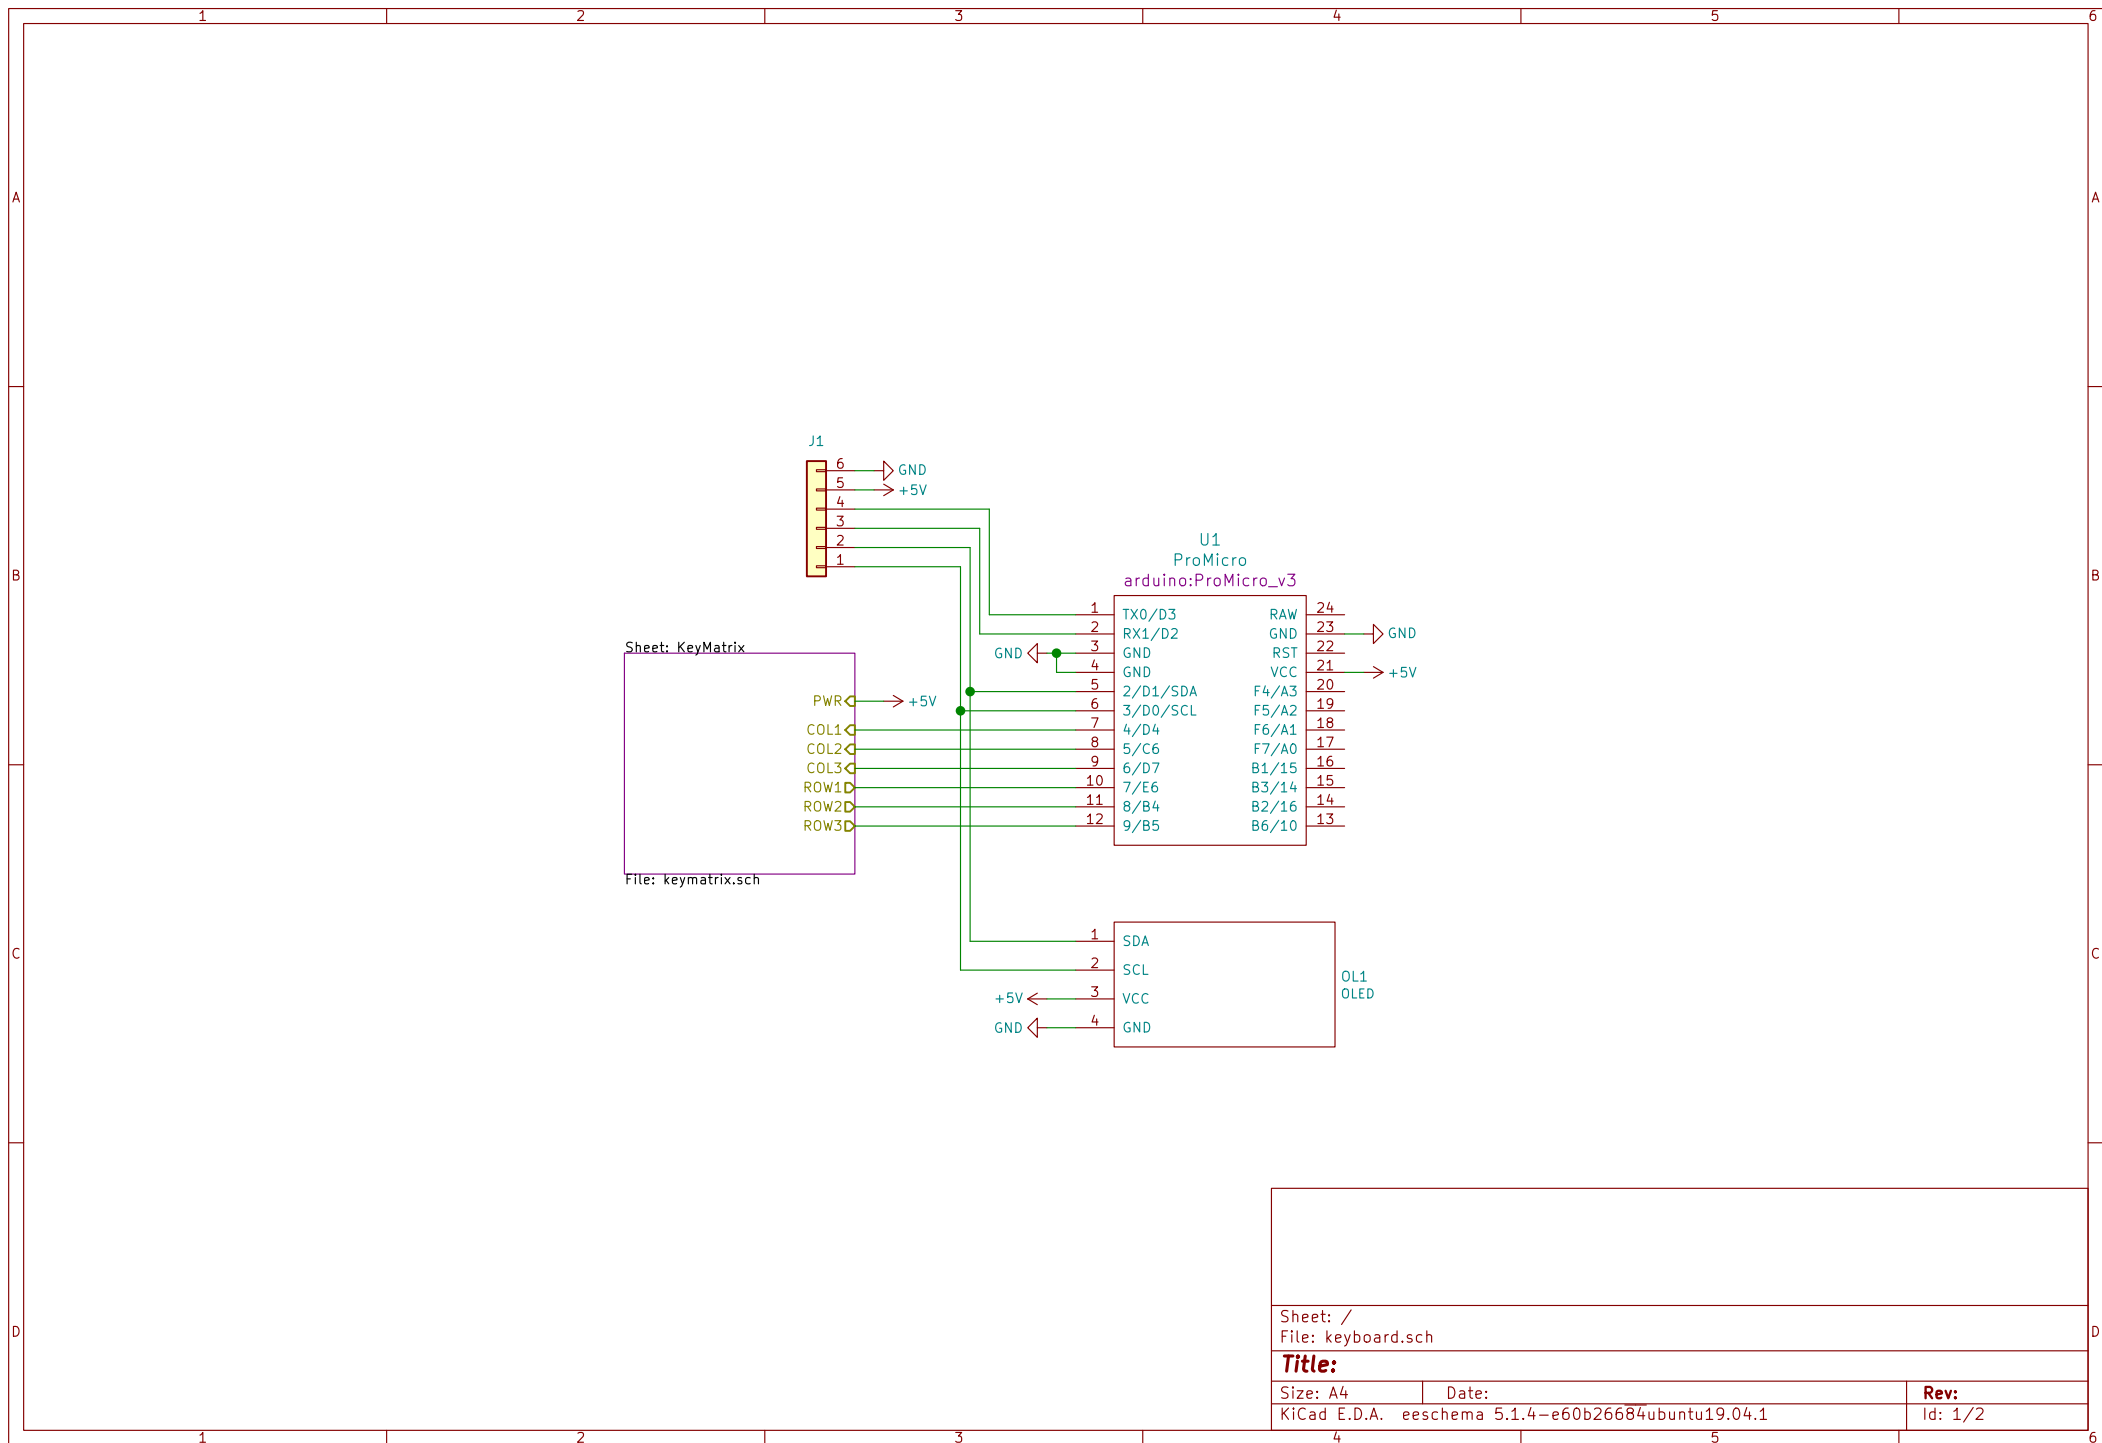 1 2 3 4 5 6
A A
J1
6 GND
5 +5V
4
3
2
1
U1
ProMicro
arduino:ProMicro_v3
B B
1 TX0/D3 RAW 24
2 RX1/D2 GND 23 GND
GND 3 GND RST 22
4 GND VCC 21 +5V
5 2/D1/SDA F4/A3 20
6 3/D0/SCL F5/A2 19
7 4/D4 F6/A1 18
8 5/C6 F7/A0 17
9 6/D7 B1/15 16
10 7/E6 B3/14 15
11 8/B4 B2/16 14
12 9/B5 B6/10 13
Sheet: KeyMatrix
PWR +5V
COL1
COL2
COL3
ROW1
ROW2
ROW3
File: keymatrix.sch
C C
1 SDA
2 SCL
+5V 3 VCC
GND 4 GND
OL1
OLED
D D
Sheet: /
File: keyboard.sch
Title:
Size: A4 Date: Rev:
KiCad E.D.A. eeschema 5.1.4-e60b26684ubuntu19.04.1 Id: 1/2
1 2 3 4 5 6